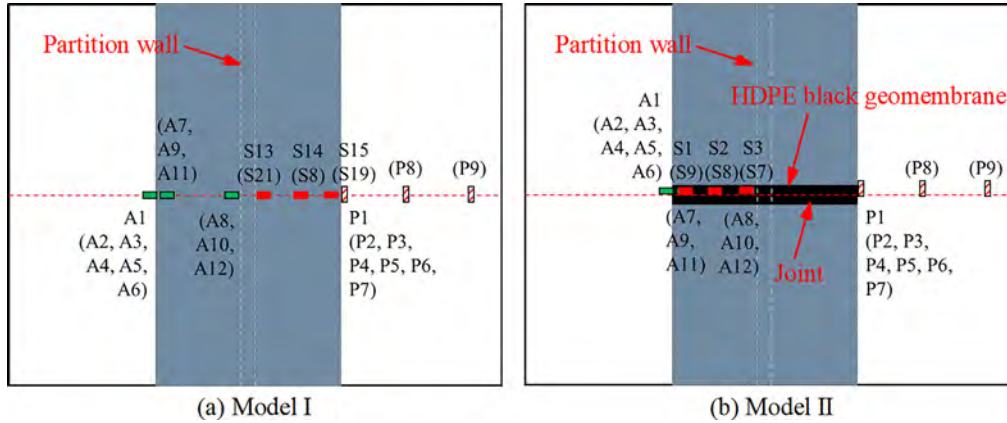 Partition wall
(A7,
A9,
A11)
S13
(S21)
S14
(S8)
S15
(S19)
(P8)
(P9)
A1
(A2, A3,
A4, A5,
A6)
(A8,
A10,
A12)
P1
(P2, P3,
P4, P5, P6,
P7)
(a) Model I
Partition wall
HDPE black geomembrane
A1
(A2, A3,
A4, A5,
A6)
S1
(S9)
S2
(S8)
S3
(S7)
(P8)
(P9)
(A7,
A9,
A11)
(A8,
A10,
A12)
Joint
P1
(P2, P3,
P4, P5, P6,
P7)
(b) Model II